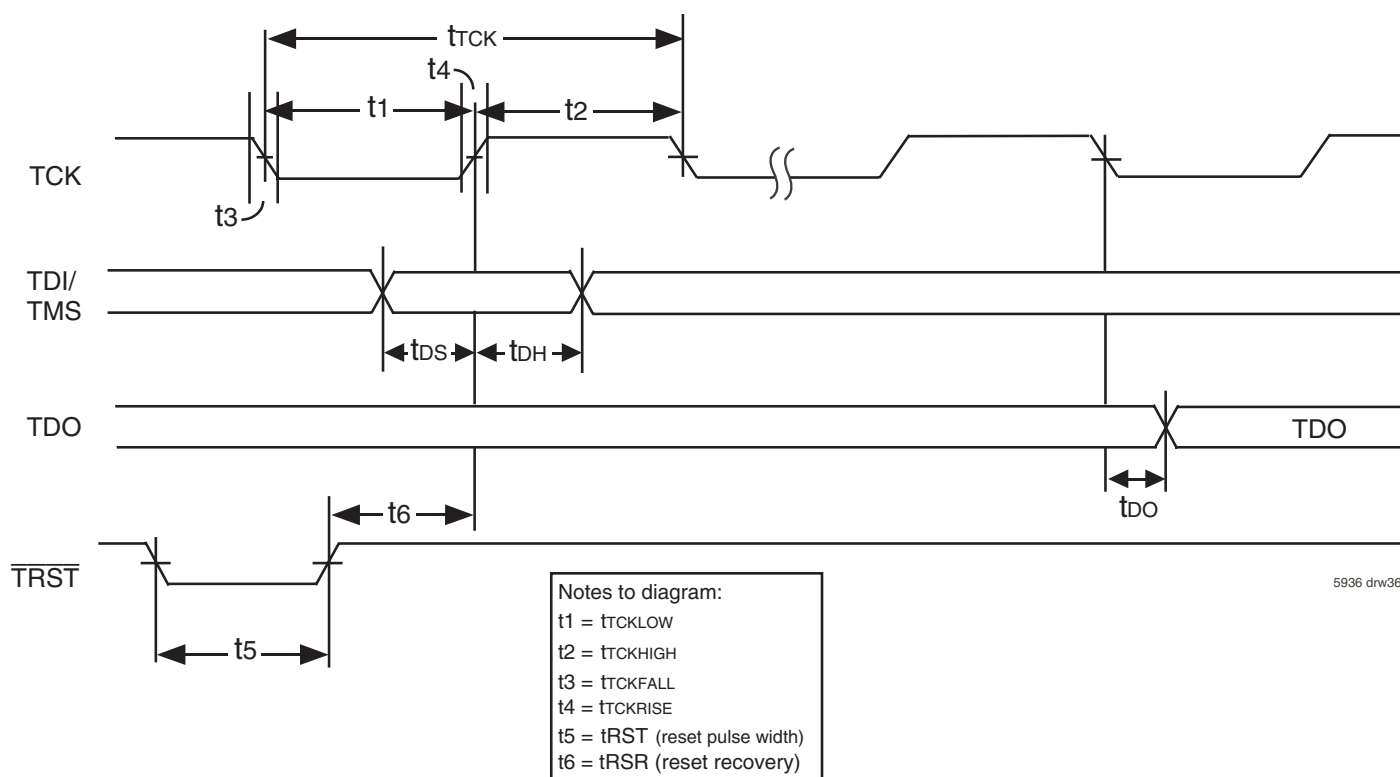 tTCK
t4
t1
t2
TCK
t3
TDI/
TMS
tDS
tDH
TDO
TDO
t6
tDO
TRST
5936 drw36
t5
Notes to diagram:
t1 = tTCKLOW
t2 = tTCKHIGH
t3 = tTCKFALL
t4 = tTCKRISE
t5 = tRST (reset pulse width)
t6 = tRSR (reset recovery)